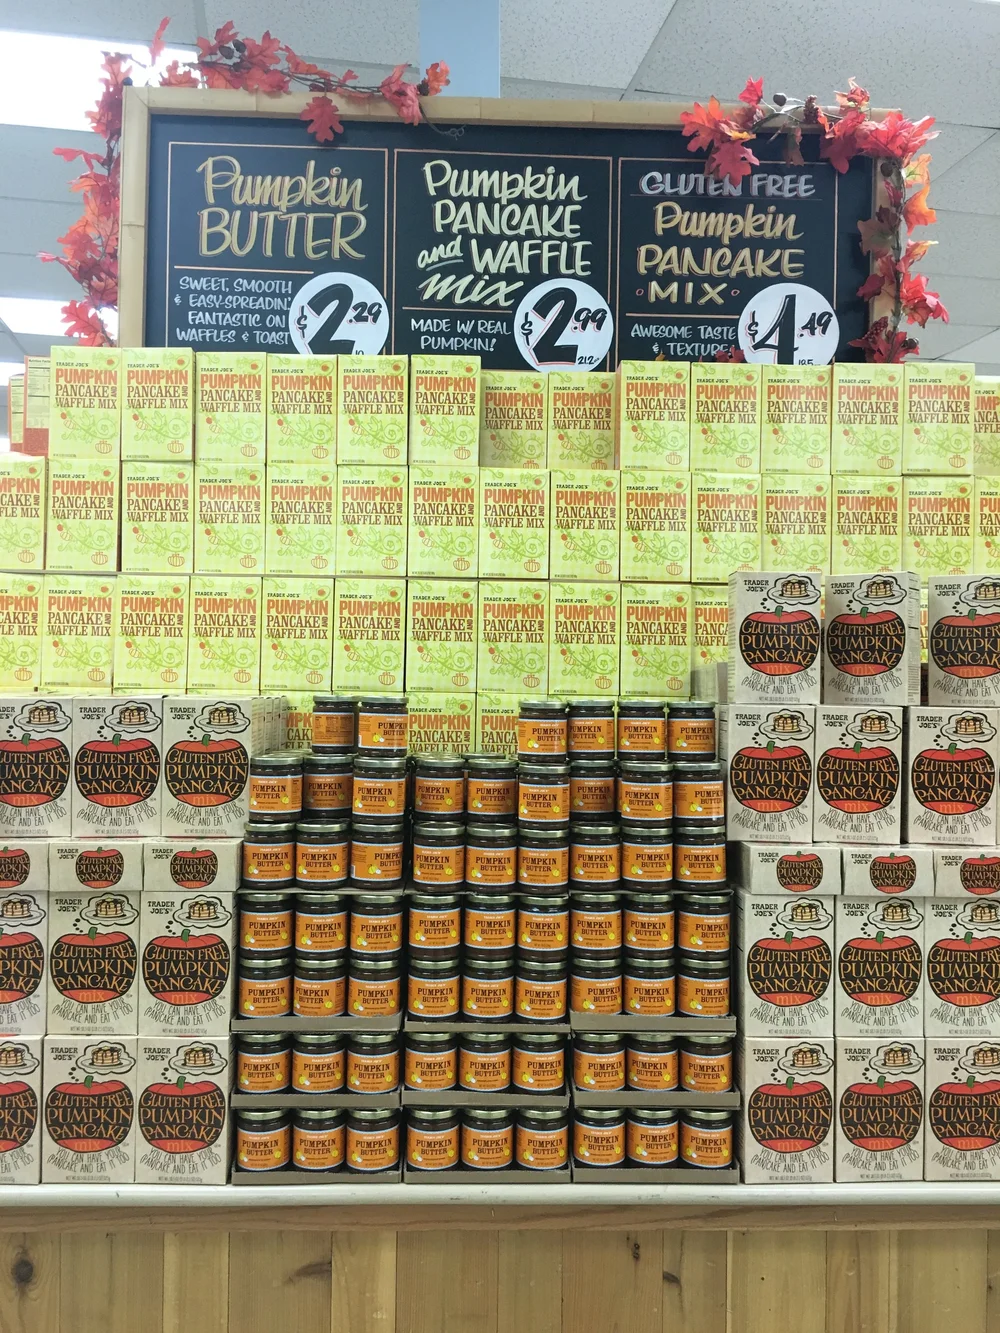 Pumpkin
BUTTER
SWEET, SMOOTH
& EASY-SPREADIN'
FANTASTIC ON
WAFFLES & TOAST
$2.29
Pumpkin
PANCAKE
and WAFFLE
mix
MADE W/ REAL
PUMPKIN!
$2.99
GLUTEN FREE
Pumpkin
PANCAKE
• MIX •
AWESOME TASTE
& TEXTURE!
$4.49
TRADER JOE'S
PUMPKIN
PANCAKE AND
WAFFLE MIX
TRADER
JOE'S
GLUTEN FREE
PUMPKIN
PANCAKE
mix
YOU CAN HAVE YOUR
(PAN)CAKE AND EAT IT TOO
TRADER JOE'S
PUMPKIN
BUTTER